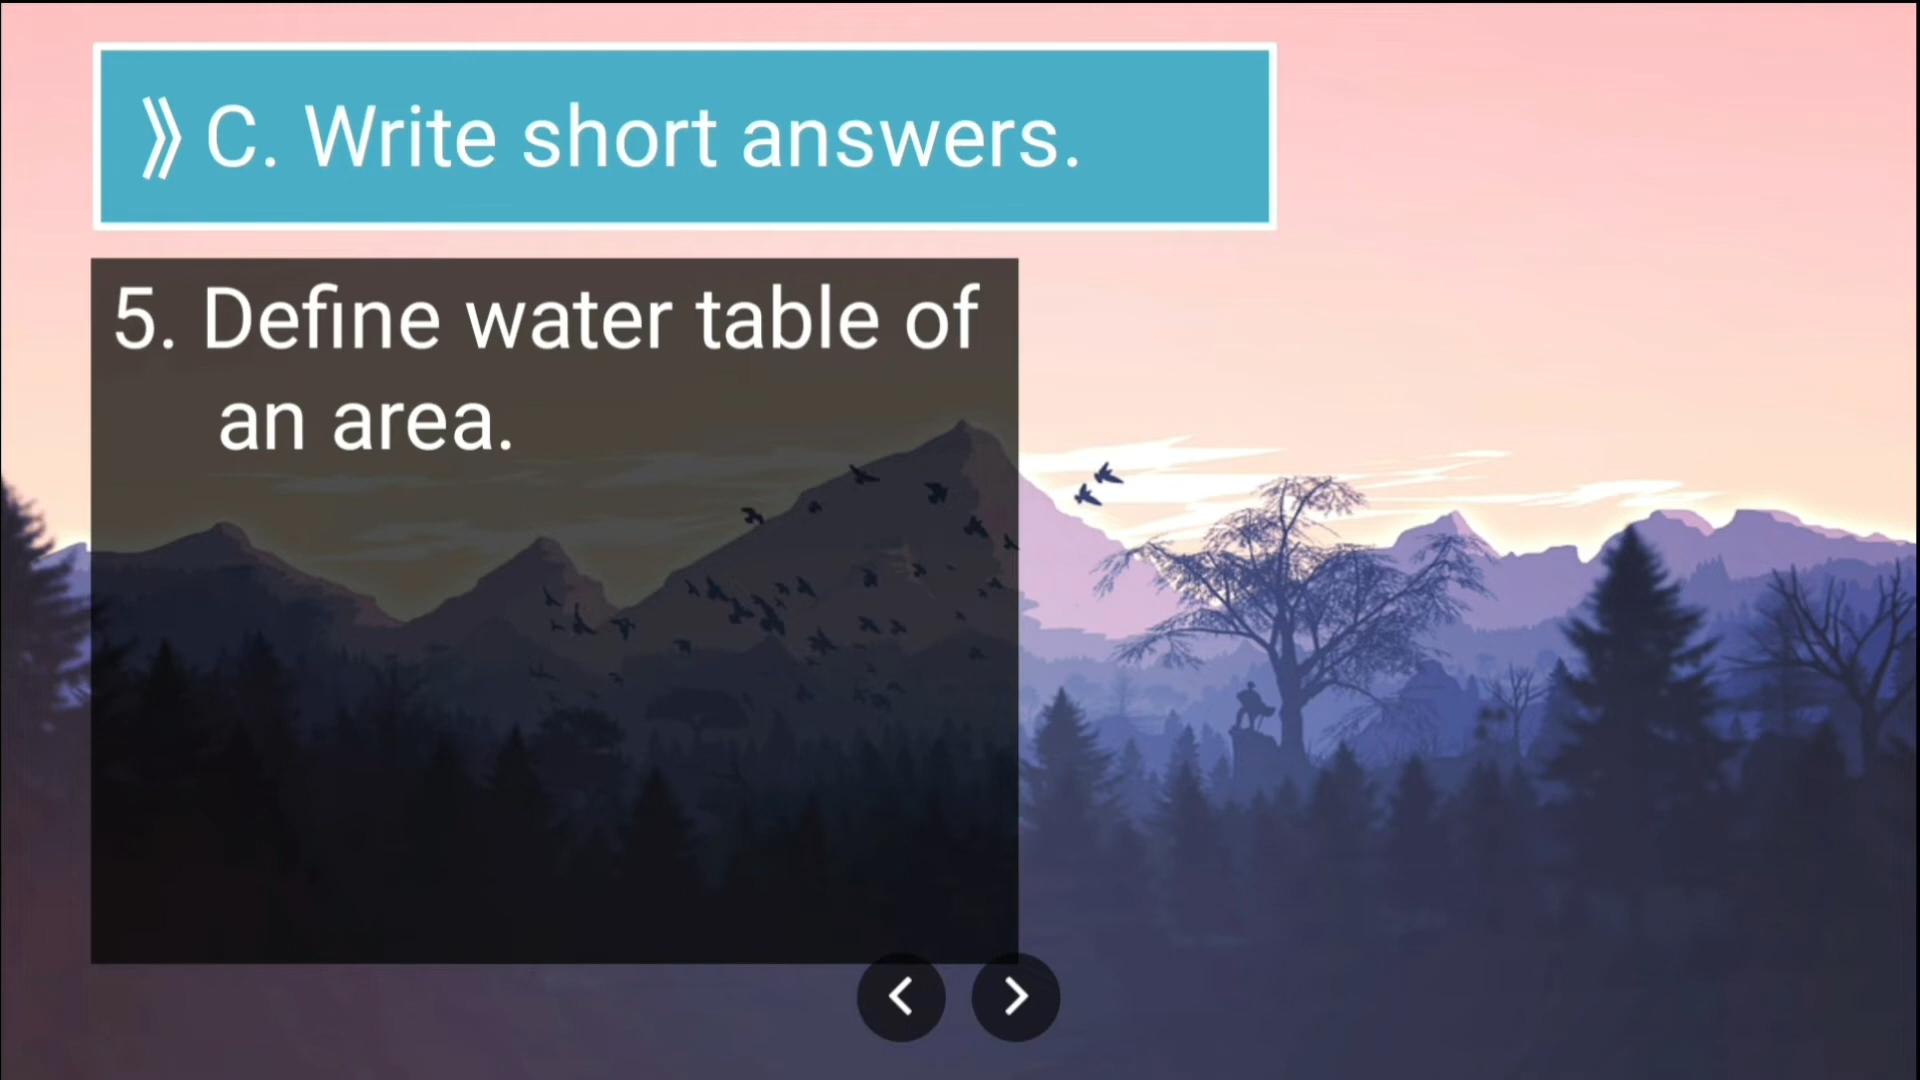 ⟫ C. Write short answers.
5. Define water table of
an area.